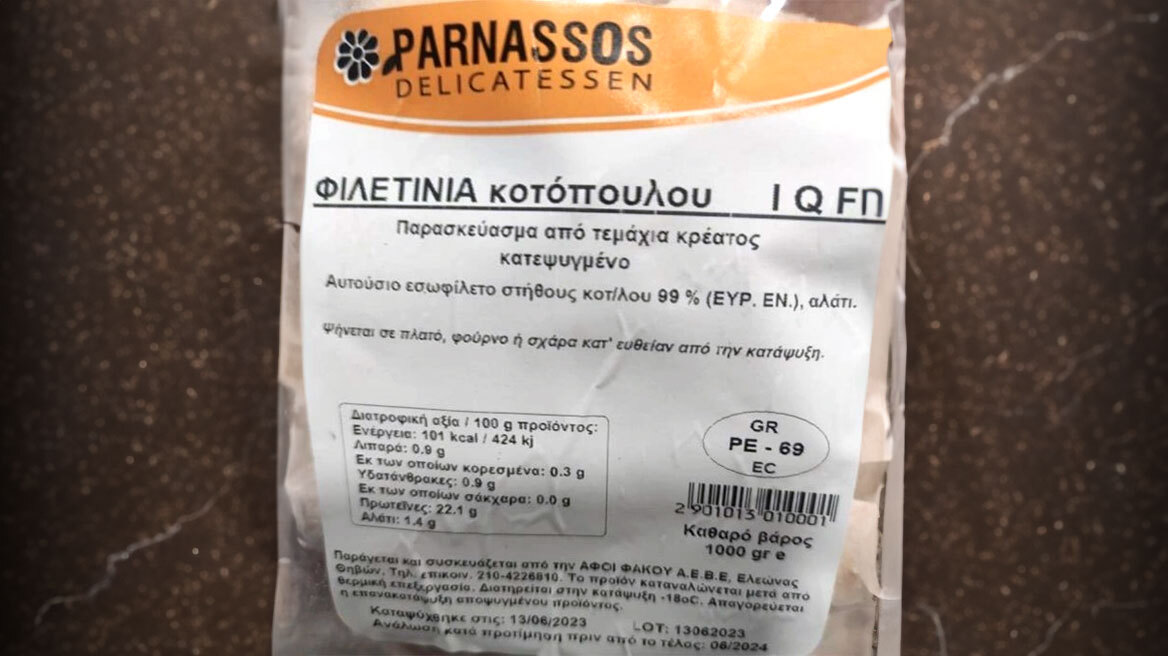 PARNASSOS
DELICATESSEN
ΦΙΛΕΤΙΝΙΑ κοτόπουλου I Q F
Παρασκεύασμα από τεμάχια κρέατος
κατεψυγμένο
Αυτούσιο εσωφίλετο στήθους κοτ/λου 99 % (ΕΥΡ. ΕΝ.), αλάτι.
Ψήνεται σε πλατό, φούρνο ή σχάρα κατ' ευθείαν από την κατάψυξη.
Διατροφική αξία / 100 g προϊόντος:
Ενέργεια: 101 kcal / 424 kj
Λιπαρά: 0.9 g
Εκ των οποίων κορεσμένα: 0.3 g
Υδατάνθρακες: 0.9 g
Εκ των οποίων σάκχαρα: 0.0 g
Πρωτεΐνες: 22.1 g
Αλάτι: 1.4 g
GR
PE - 69
EC
2 901015 010001
Καθαρό βάρος
1000 gr e
Παράγεται και συσκευάζεται από την ΑΦΟΙ ΦΑΚΟΥ Α.Ε.Β.Ε, Ελεώνας
Θηβών. Τηλ. επικοιν. 210-4226810. Το προϊόν καταναλώνεται μετά από
θερμική επεξεργασία. Διατηρείται στην κατάψυξη -18οC. Απαγορεύεται
η επανακατάψυξη αποψυγμένου προϊόντος.
Καταψύχθηκε στις: 13/06/2023 LOT: 13062023
Ανάλωση κατά προτίμηση πριν από το τέλος: 06/2024